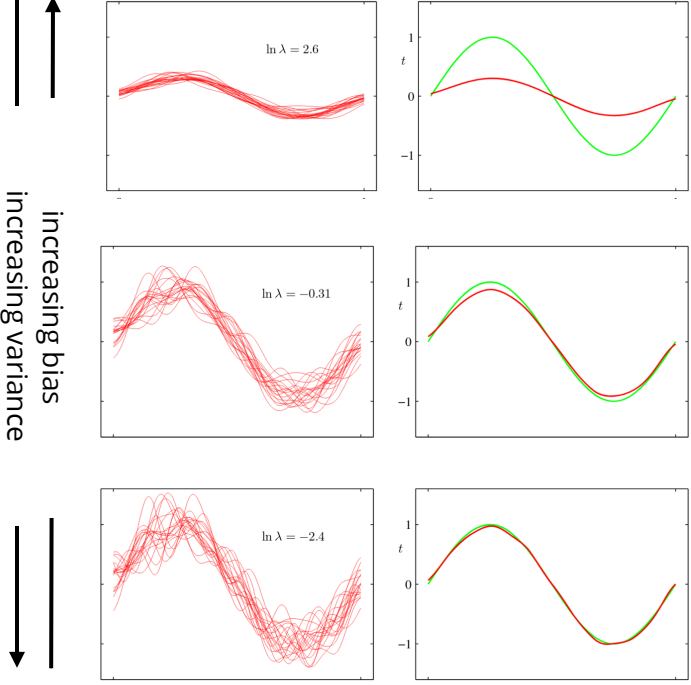 increasing bias
increasing variance
ln λ = 2.6
t
1
0
−1
ln λ = −0.31
t
1
0
−1
ln λ = −2.4
t
1
0
−1